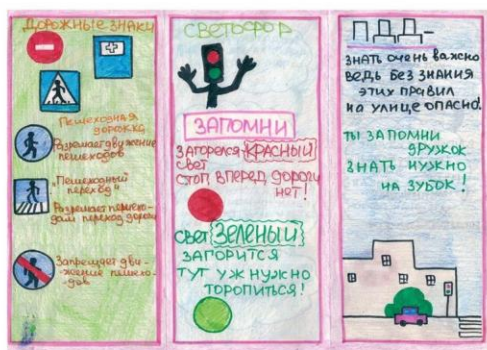 ДОРОЖНЫЕ ЗНАКИ
Пешеходная
дорожка
Разрешает движение
пешеходов
"Пешеходный
переход"
Разрешает пешехо-
дам переход дороги
Запрещает дви-
-жение пешехо-
-дов
СВЕТОФОР
ЗАПОМНИ
ЗАГОРЕЛСЯ КРАСНЫЙ
СВЕТ
СТОП, ВПЕРЕД ДОРОГИ
НЕТ!
СВЕТ ЗЕЛЕНЫЙ
ЗАГОРИТСЯ
ТУТ УЖ НУЖНО
ТОРОПИТЬСЯ!
ПДД-
ЗНАТЬ ОЧЕНЬ ВАЖНО
ВЕДЬ БЕЗ ЗНАНИЯ
ЭТИХ ПРАВИЛ
НА УЛИЦЕ ОПАСНО.
ТЫ ЗАПОМНИ
ДРУЖОК
ЗНАТЬ НУЖНО
НА ЗУБОК!